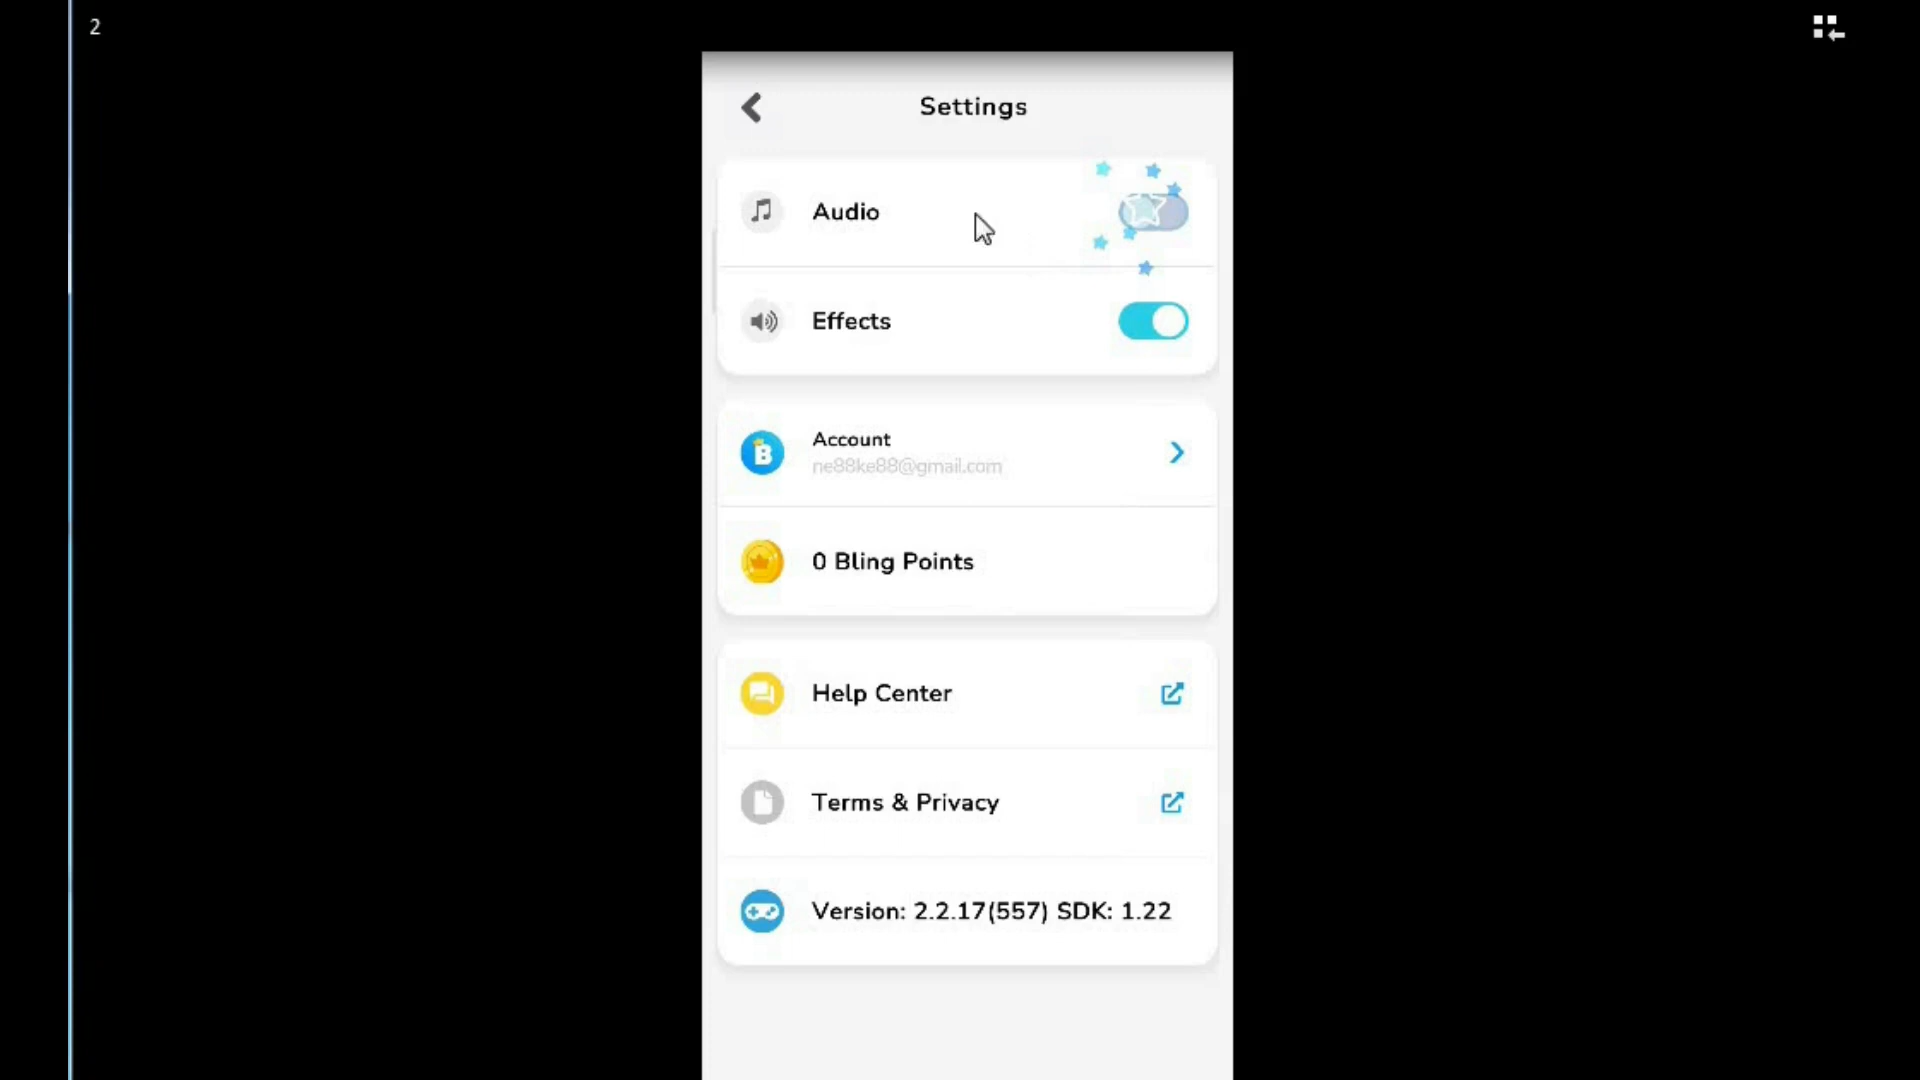 2
Settings
Audio
Effects
Account
ne88ke88@gmail.com
0 Bling Points
Help Center
Terms & Privacy
Version: 2.2.17(557) SDK: 1.22